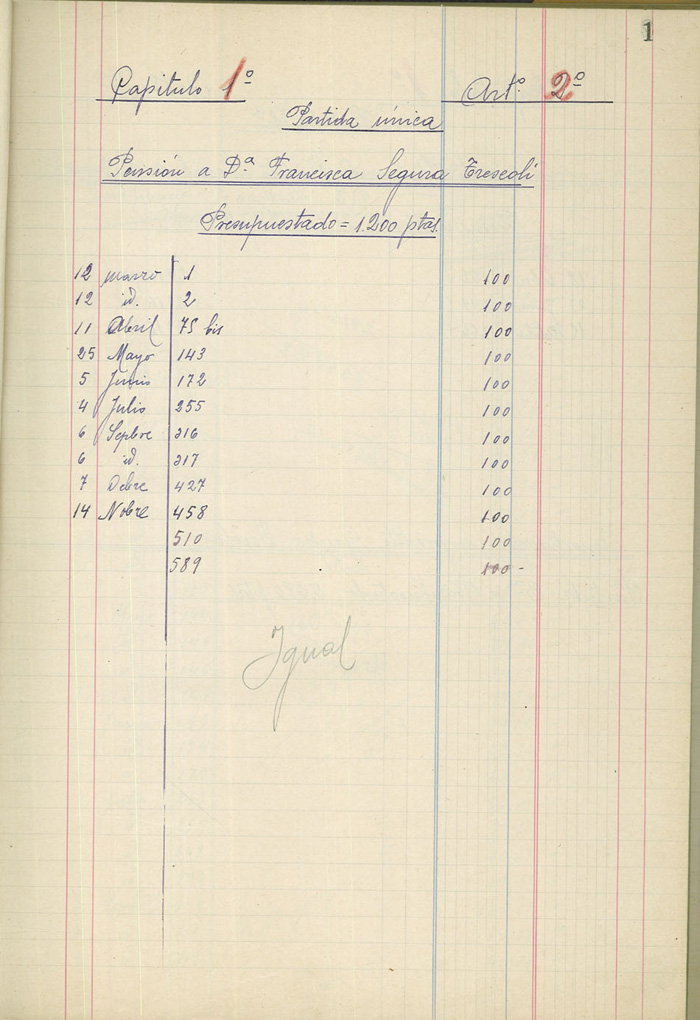 1
Capitulo 1º Artº. 2º
Partida única
Pensión a Dª Francisca Segura Trescolí
Presupuestado = 1.200 ptas.
12 marzo 1 100
12 id. 2 100
11 Abril 75 bis 100
25 Mayo 143 100
5 Junio 172 100
4 Julio 255 100
6 Sepbre 316 100
6 id. 317 100
7 Octbre 427 100
14 Nobre 458 100
510 100
589 100-
Igual